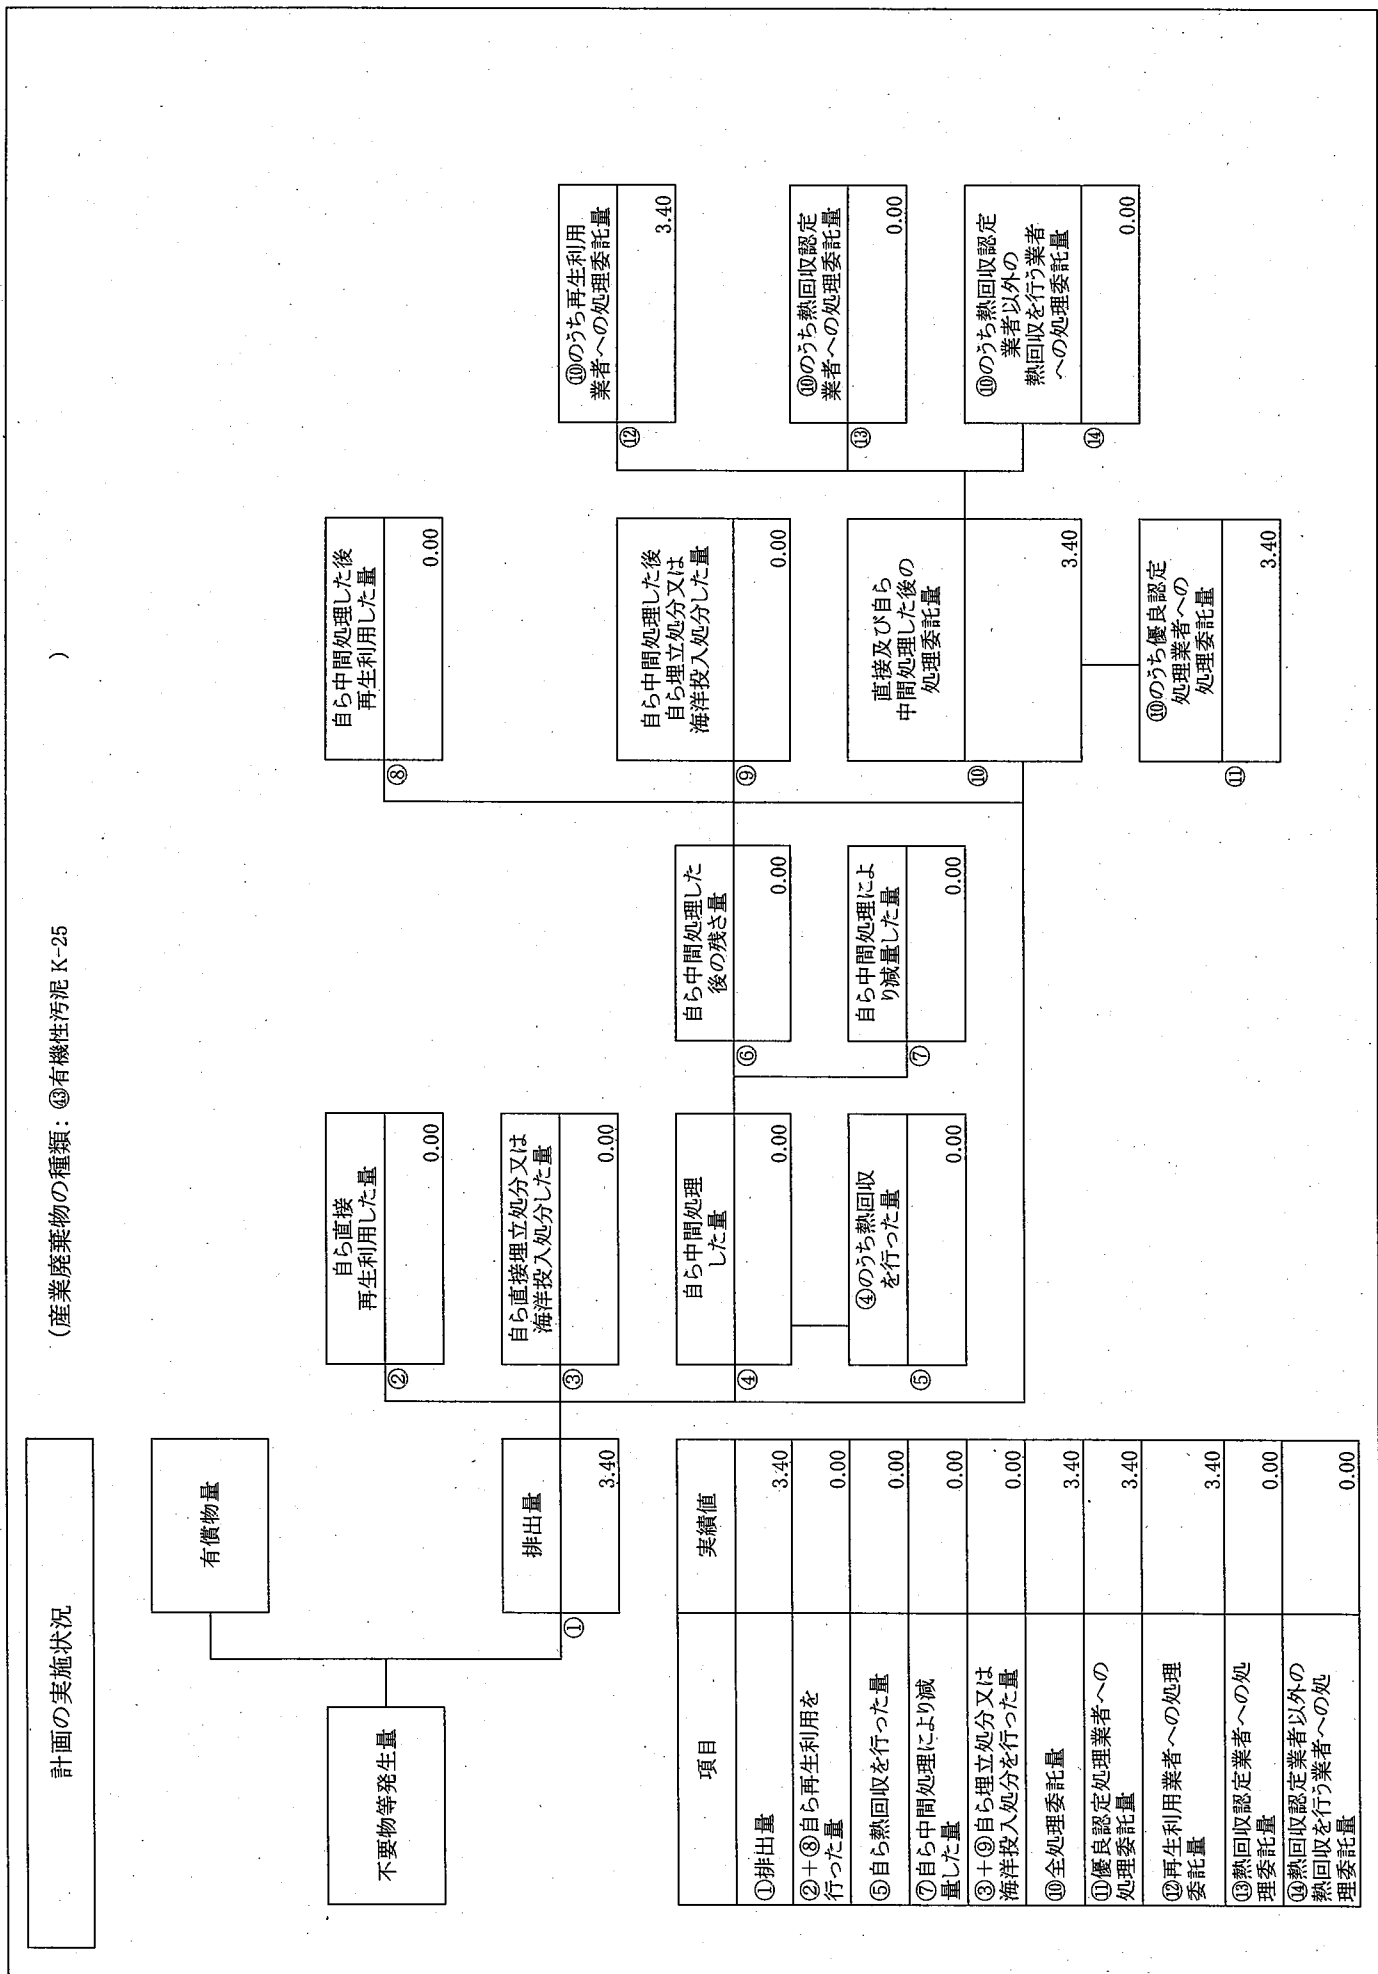 計画の実施状況
(産業廃棄物の種類：㊸有機性汚泥 K-25
)
不要物等発生量
有償物量
排出量
①
3.40
自ら直接
再生利用した量
②
0.00
自ら直接埋立処分又は
海洋投入処分した量
③
0.00
自ら中間処理
した量
④
0.00
④のうち熱回収
を行った量
⑤
0.00
自ら中間処理した
後の残さ量
⑥
0.00
自ら中間処理によ
り減量した量
⑦
0.00
自ら中間処理した後
再生利用した量
⑧
0.00
自ら中間処理した後
自ら埋立処分又は
海洋投入処分した量
⑨
0.00
直接及び自ら
中間処理した後の
処理委託量
⑩
3.40
⑩のうち優良認定
処理業者への
処理委託量
⑪
3.40
⑩のうち再生利用
業者への処理委託量
⑫
3.40
⑩のうち熱回収認定
業者への処理委託量
⑬
0.00
⑩のうち熱回収認定
業者以外の
熱回収を行う業者
への処理委託量
⑭
0.00
項目 実績値
①排出量 3.40
②+⑧自ら再生利用を
行った量 0.00
⑤自ら熱回収を行った量 0.00
⑦自ら中間処理により減
量した量 0.00
③+⑨自ら埋立処分又は
海洋投入処分を行った量 0.00
⑩全処理委託量 3.40
⑪優良認定処理業者への
処理委託量 3.40
⑫再生利用業者への処理
委託量 3.40
⑬熱回収認定業者への処
理委託量 0.00
⑭熱回収認定業者以外の
熱回収を行う業者への処
理委託量 0.00